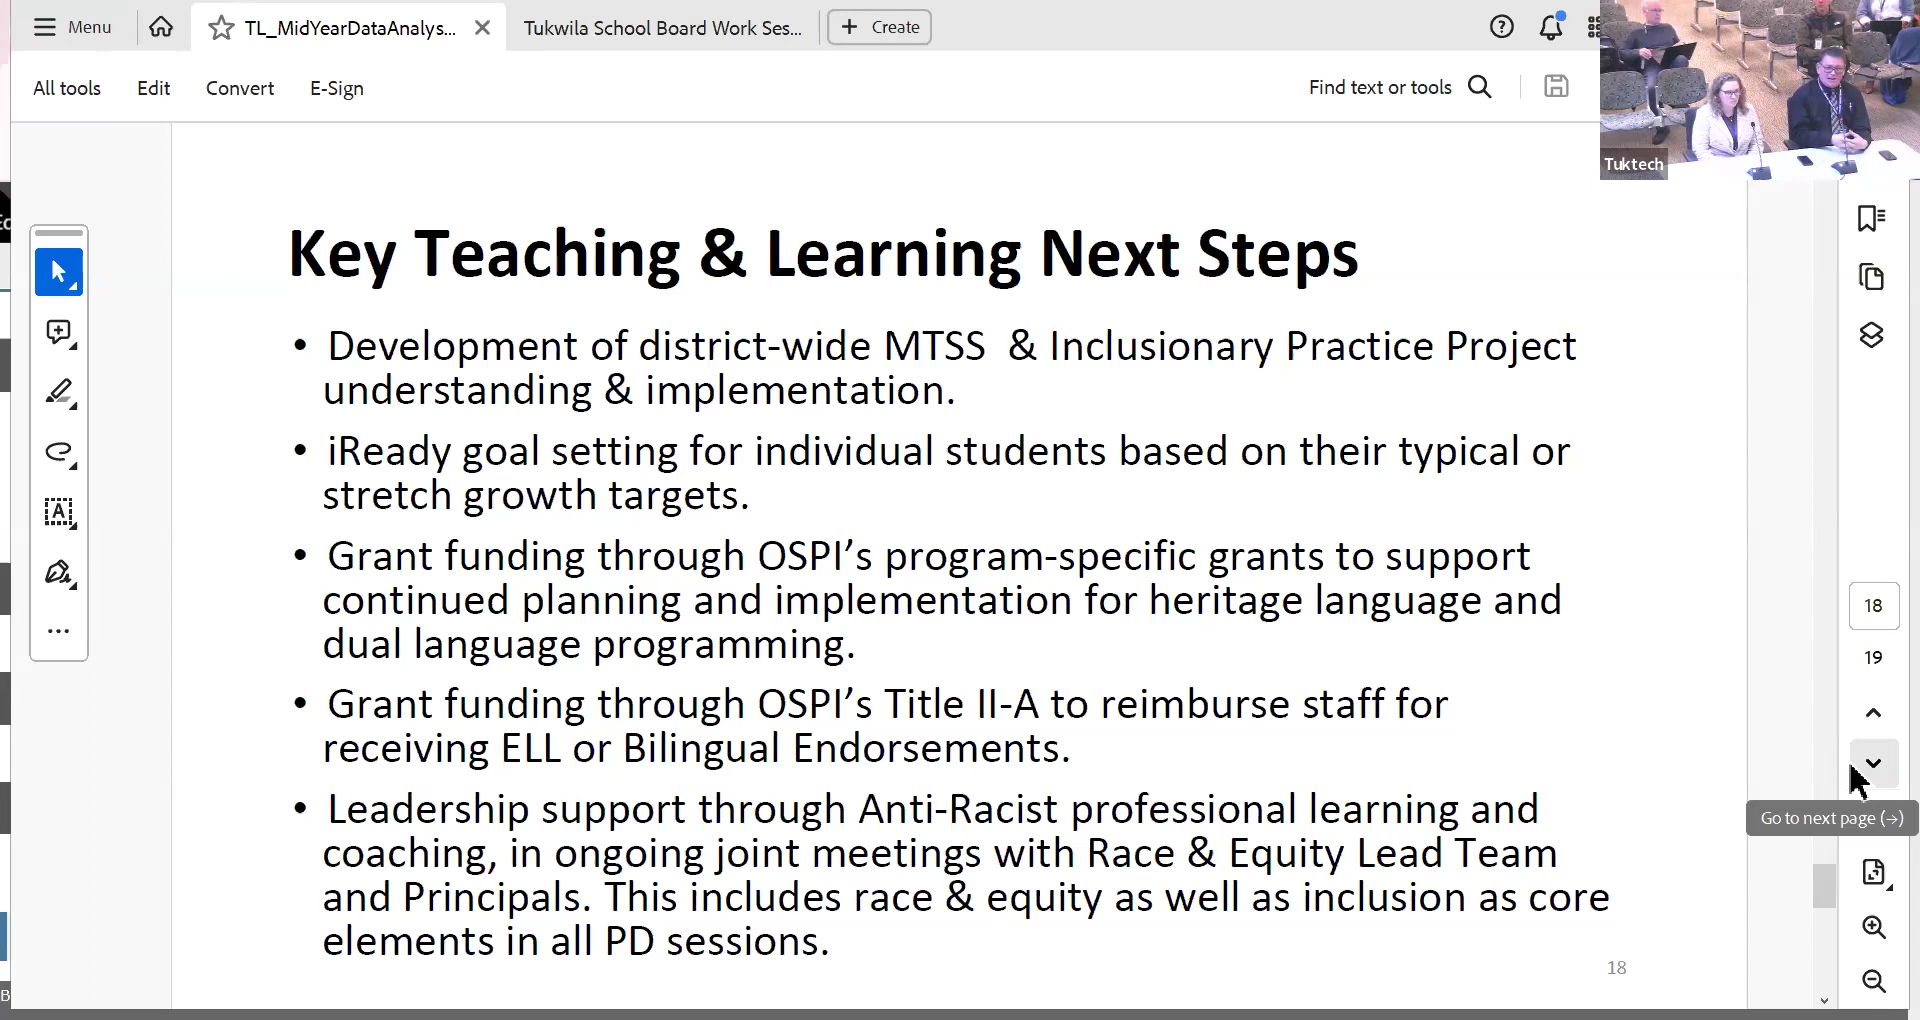 Menu
TL_MidYearDataAnalys...
Tukwila School Board Work Ses...
Create
All tools
Edit
Convert
E-Sign
Find text or tools
Tuktech
Key Teaching & Learning Next Steps
• Development of district-wide MTSS & Inclusionary Practice Project
understanding & implementation.
• iReady goal setting for individual students based on their typical or
stretch growth targets.
• Grant funding through OSPI’s program-specific grants to support
continued planning and implementation for heritage language and
dual language programming.
• Grant funding through OSPI’s Title II-A to reimburse staff for
receiving ELL or Bilingual Endorsements.
• Leadership support through Anti-Racist professional learning and
coaching, in ongoing joint meetings with Race & Equity Lead Team
and Principals. This includes race & equity as well as inclusion as core
elements in all PD sessions.
18
18
19
Go to next page (→)